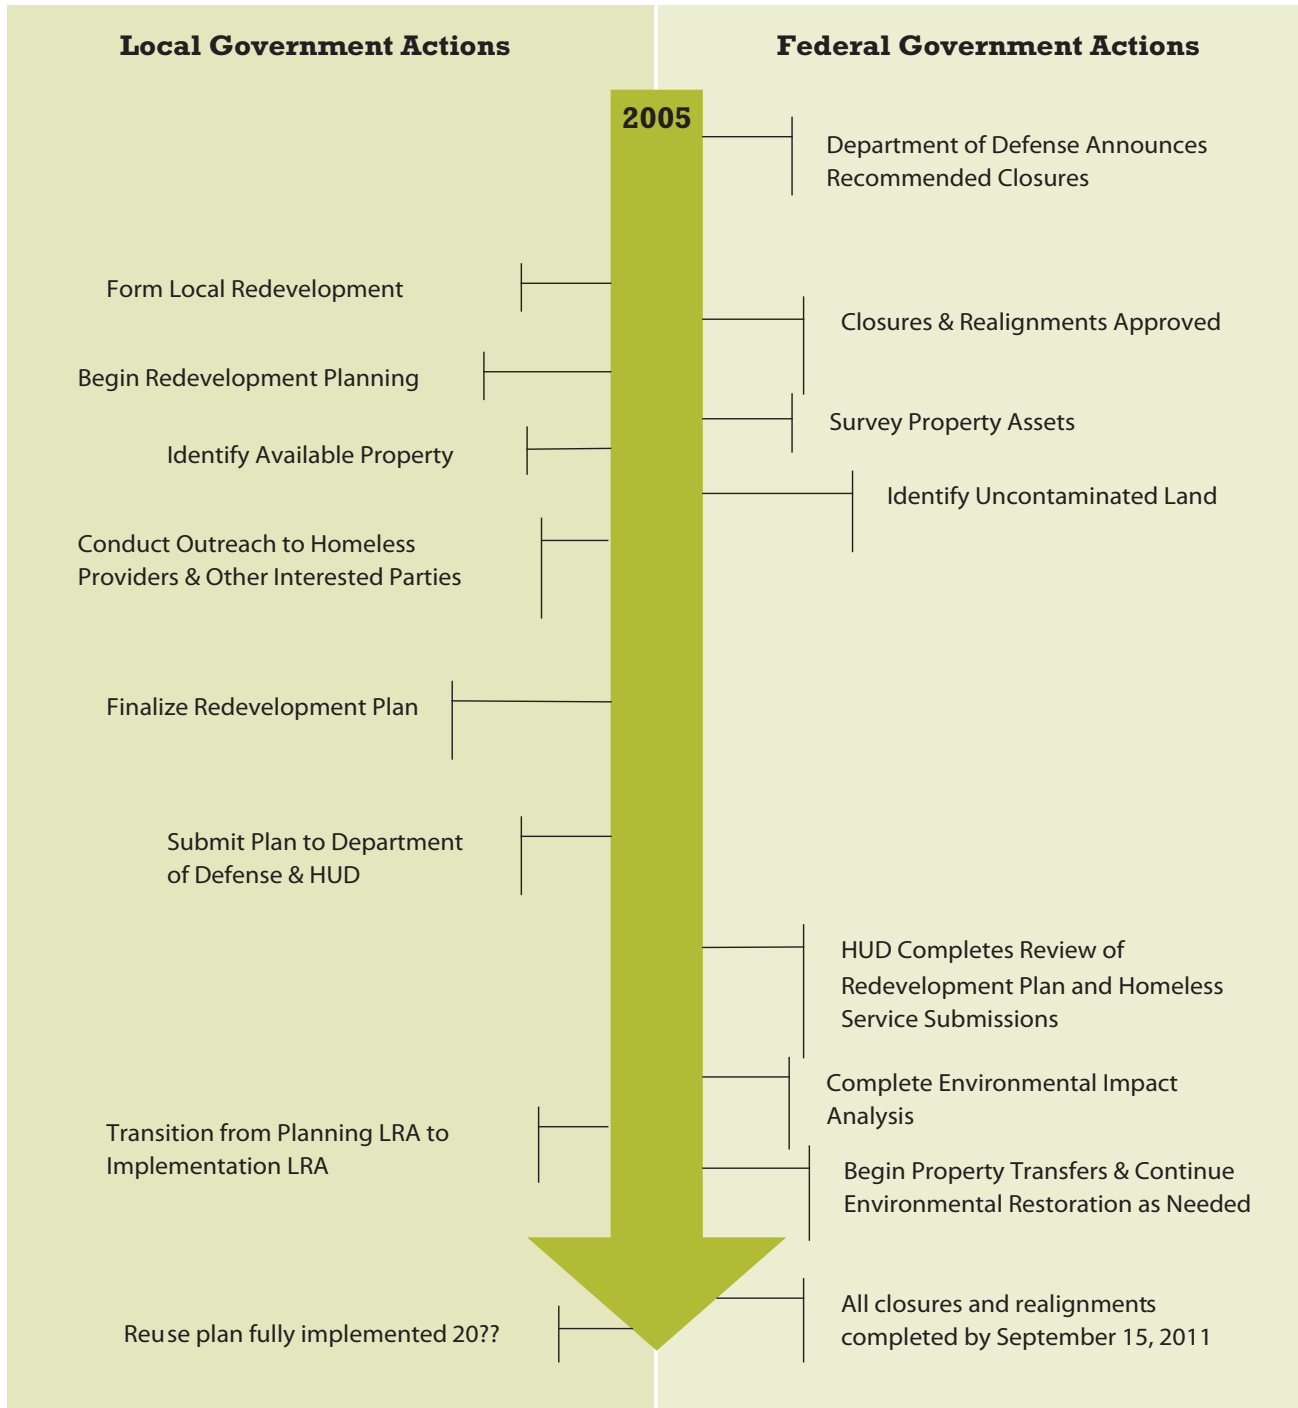 Local Government Actions
Federal Government Actions
2005
Department of Defense Announces
Recommended Closures
Form Local Redevelopment
Closures & Realignments Approved
Begin Redevelopment Planning
Survey Property Assets
Identify Available Property
Identify Uncontaminated Land
Conduct Outreach to Homeless
Providers & Other Interested Parties
Finalize Redevelopment Plan
Submit Plan to Department
of Defense & HUD
HUD Completes Review of
Redevelopment Plan and Homeless
Service Submissions
Complete Environmental Impact
Analysis
Transition from Planning LRA to
Implementation LRA
Begin Property Transfers & Continue
Environmental Restoration as Needed
All closures and realignments
completed by September 15, 2011
Reuse plan fully implemented 20??